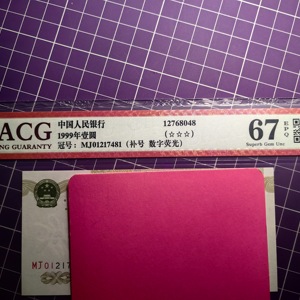 ACG
NG GUARANTY
中国人民银行
1999年壹圆
冠号: MJ01217481 (补号 数字荧光)
12768048
(☆☆☆)
67
EPQ
Superb Gem Unc
MJ01217